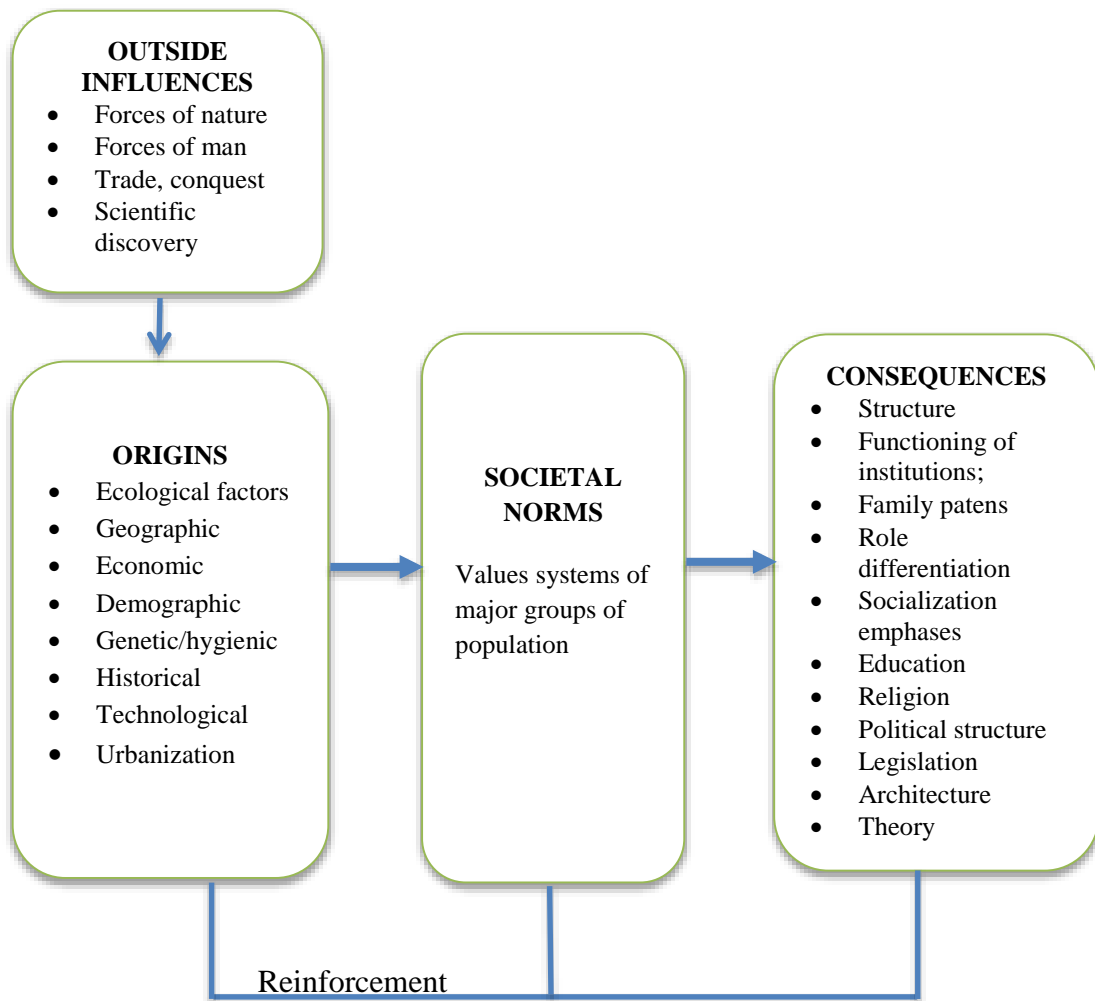 OUTSIDE
INFLUENCES
• Forces of nature
• Forces of man
• Trade, conquest
• Scientific
discovery
ORIGINS
• Ecological factors
• Geographic
• Economic
• Demographic
• Genetic/hygienic
• Historical
• Technological
• Urbanization
SOCIETAL
NORMS
Values systems of
major groups of
population
CONSEQUENCES
• Structure
• Functioning of
institutions;
• Family patens
• Role
differentiation
• Socialization
emphases
• Education
• Religion
• Political structure
• Legislation
• Architecture
• Theory
Reinforcement